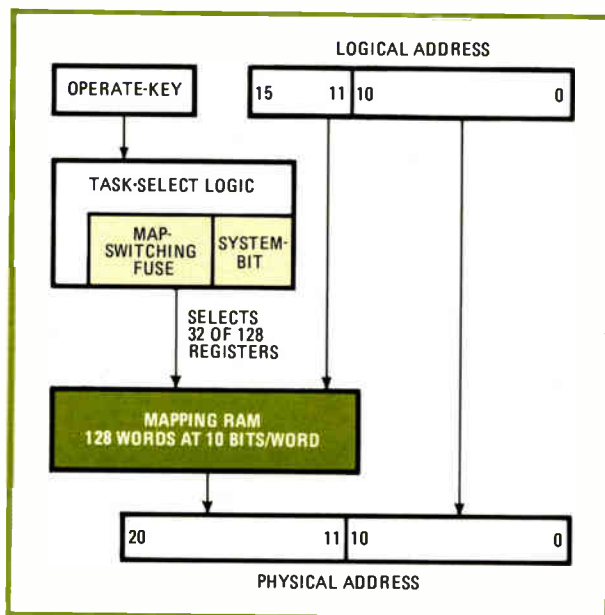 LOGICAL ADDRESS
OPERATE-KEY
15 11 10 0
TASK-SELECT LOGIC
MAP-
SWITCHING
FUSE
SYSTEM-
BIT
SELECTS
32 OF 128
REGISTERS
MAPPING RAM
128 WORDS AT 10 BITS/WORD
20 11 10 0
PHYSICAL ADDRESS